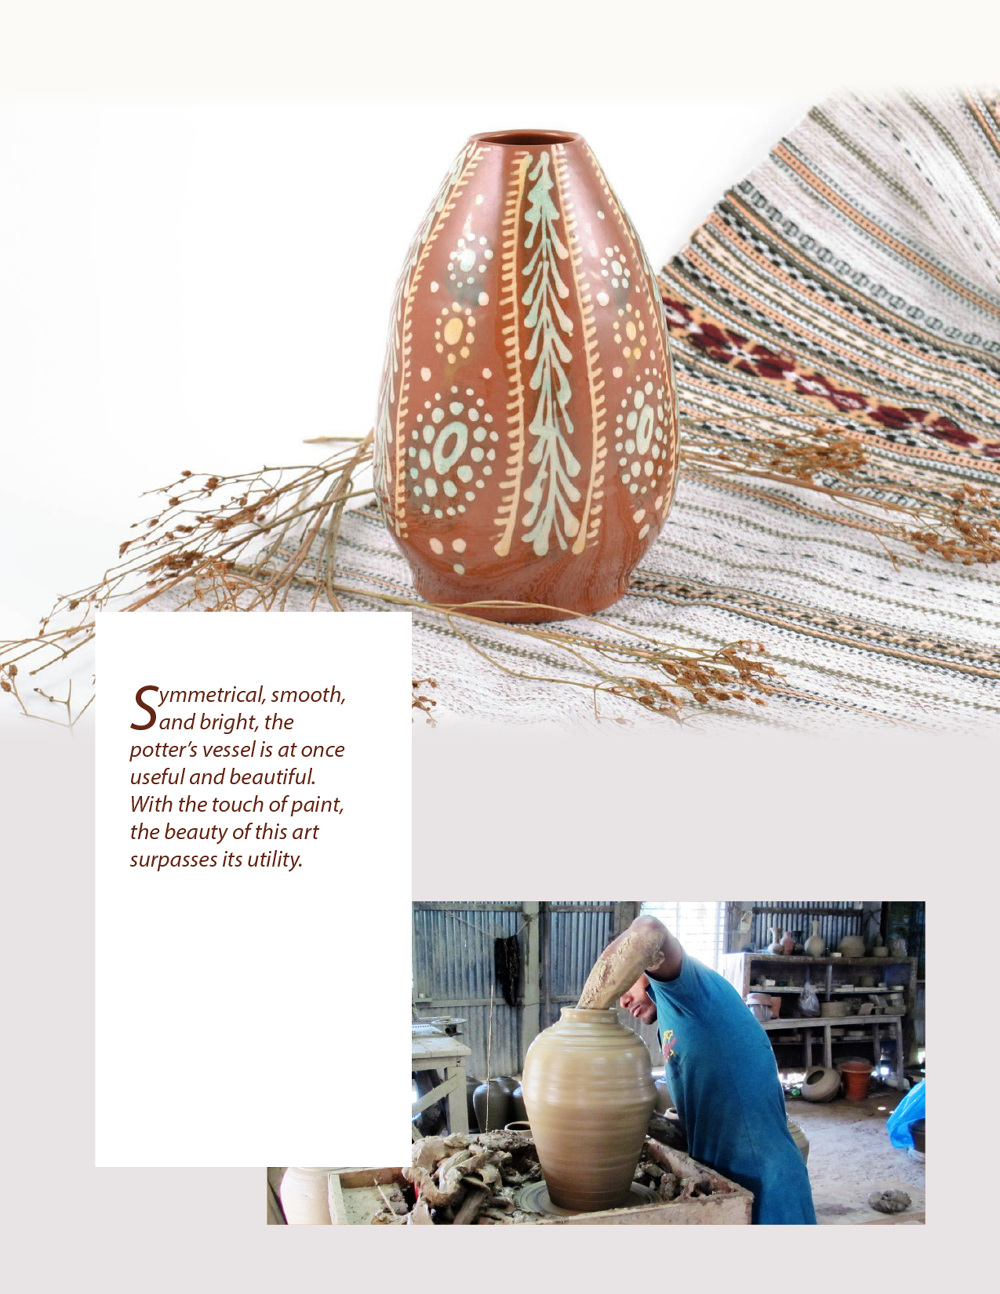 Symmetrical, smooth,
and bright, the
potter’s vessel is at once
useful and beautiful.
With the touch of paint,
the beauty of this art
surpasses its utility.